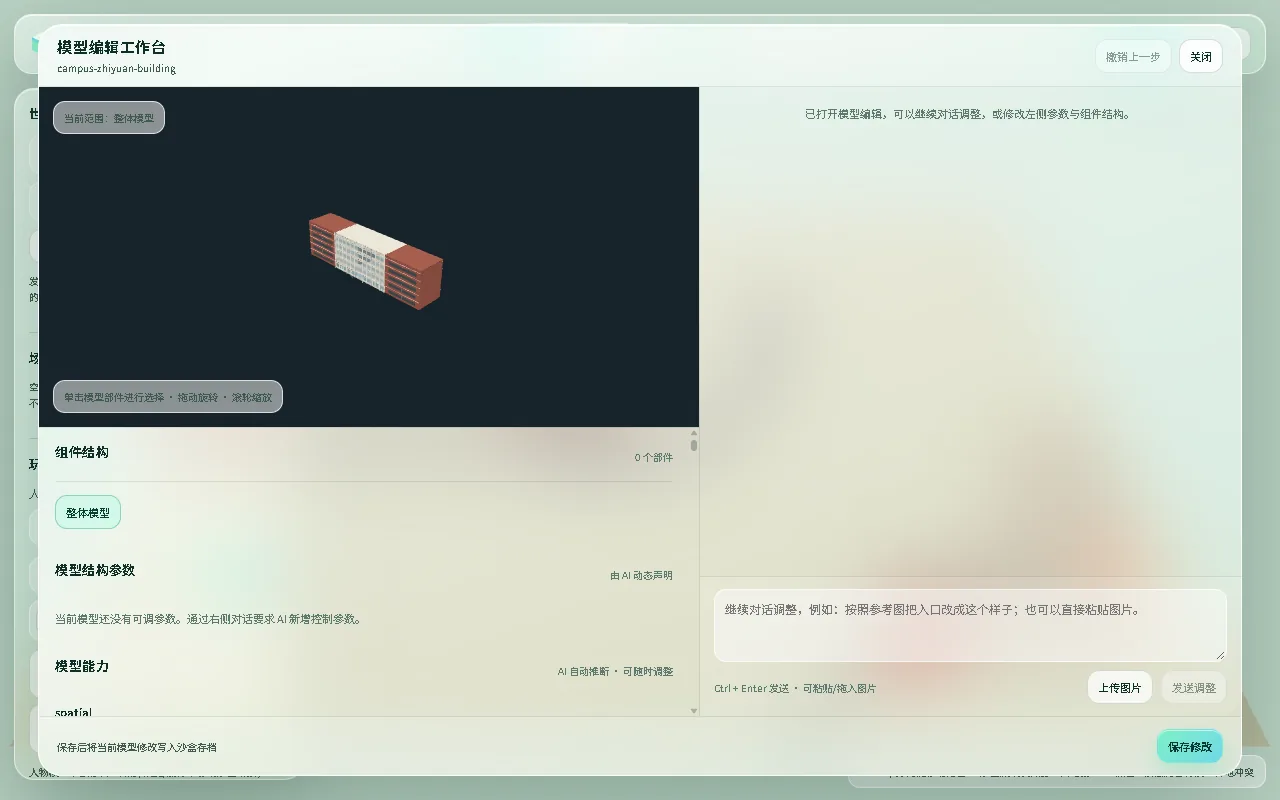 模型编辑工作台
campus-zhiyuan-building
撤销上一步
关闭
当前范围：整体模型
已打开模型编辑，可以继续对话调整，或修改左侧参数与组件结构。
单击模型部件进行选择 · 拖动旋转 · 滚轮缩放
组件结构
0 个部件
整体模型
模型结构参数
由 AI 动态声明
当前模型还没有可调参数。通过右侧对话要求 AI 新增控制参数。
模型能力
AI 自动推断 · 可随时调整
spatial
继续对话调整，例如：按照参考图把入口改成这个样子；也可以直接粘贴图片。
Ctrl + Enter 发送 · 可粘贴/拖入图片
上传图片
发送调整
保存后将当前模型修改写入沙盒存档
保存修改